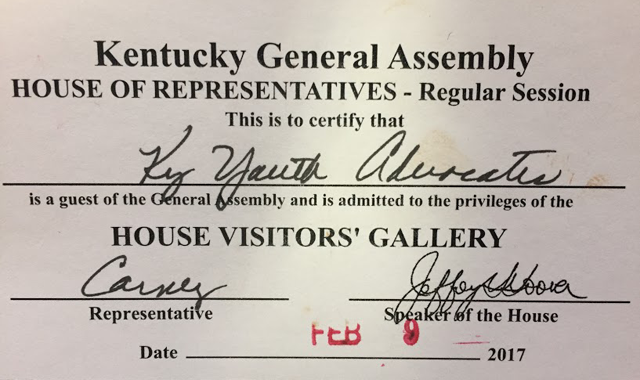 Kentucky General Assembly
HOUSE OF REPRESENTATIVES - Regular Session
This is to certify that
Ky Youth Advocates
is a guest of the General Assembly and is admitted to the privileges of the
HOUSE VISITORS' GALLERY
Carney Jeffrey Hoover
Representative Speaker of the House
FEB 9
Date 2017